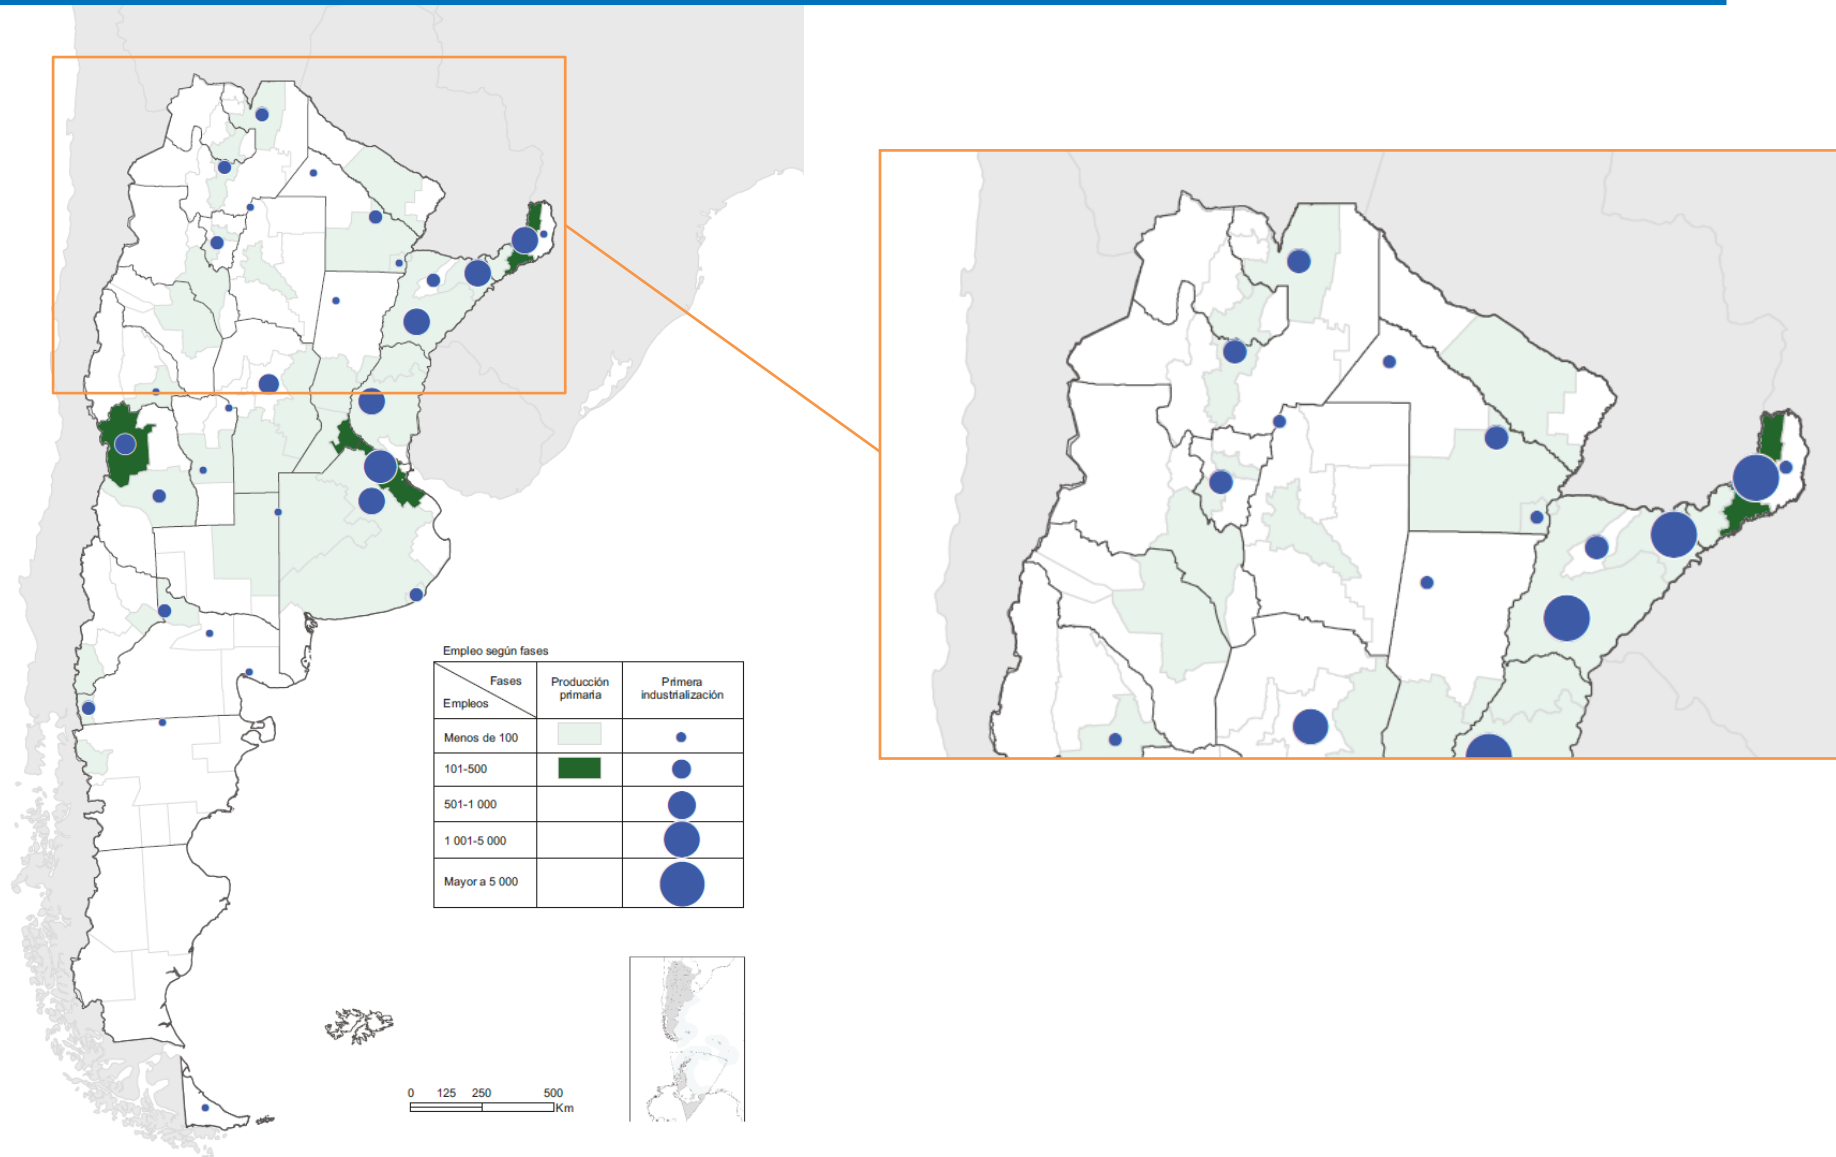 Empleo según fases
Fases
Empleos
Producción
primaria
Primera
industrialización
Menos de 100
101-500
501-1 000
1 001-5 000
Mayor a 5 000
0 125 250 500
Km